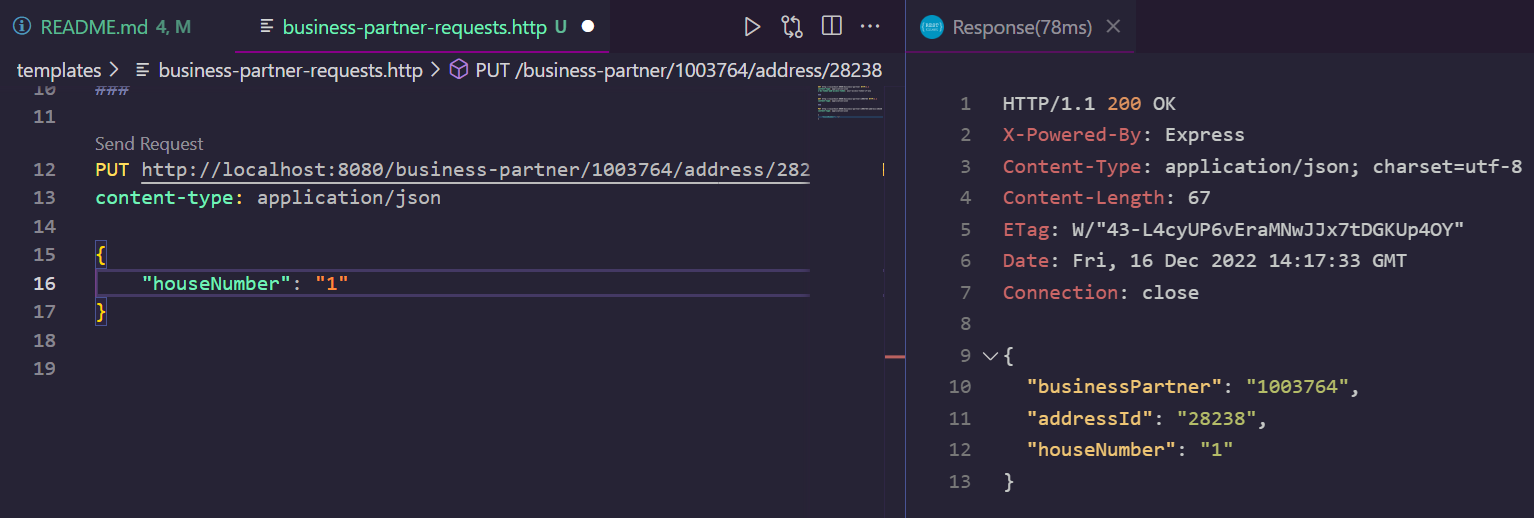 README.md 4, M
business-partner-requests.http U
templates > business-partner-requests.http > PUT /business-partner/1003764/address/28238
10 ###
11
Send Request
12 PUT http://localhost:8080/business-partner/1003764/address/282
13 content-type: application/json
14
15 {
16 "houseNumber": "1"
17 }
18
19
Response(78ms)
1 HTTP/1.1 200 OK
2 X-Powered-By: Express
3 Content-Type: application/json; charset=utf-8
4 Content-Length: 67
5 ETag: W/"43-L4cyUP6vEraMNwJJx7tDGKUp4OY"
6 Date: Fri, 16 Dec 2022 14:17:33 GMT
7 Connection: close
8
9 {
10 "businessPartner": "1003764",
11 "addressId": "28238",
12 "houseNumber": "1"
13 }